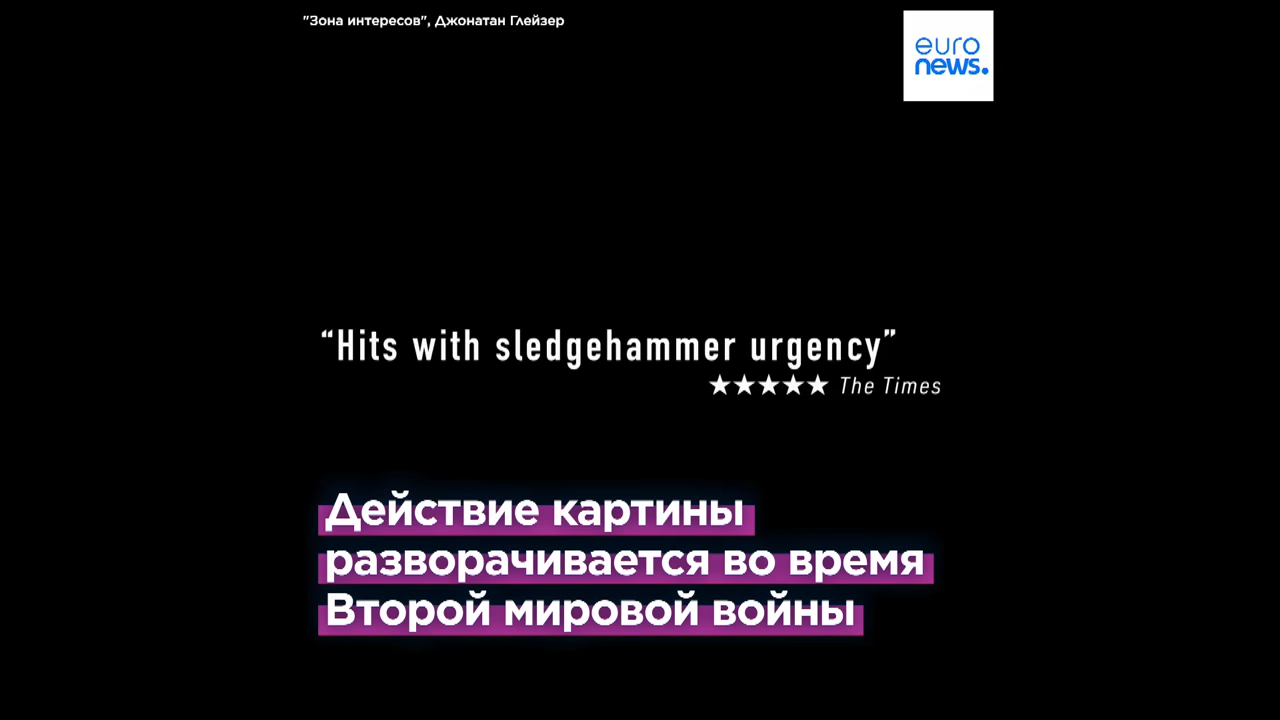 "Зона интересов", Джонатан Глейзер
euro
news.
“Hits with sledgehammer urgency”
★★★★★ The Times
Действие картины
разворачивается во время
Второй мировой войны